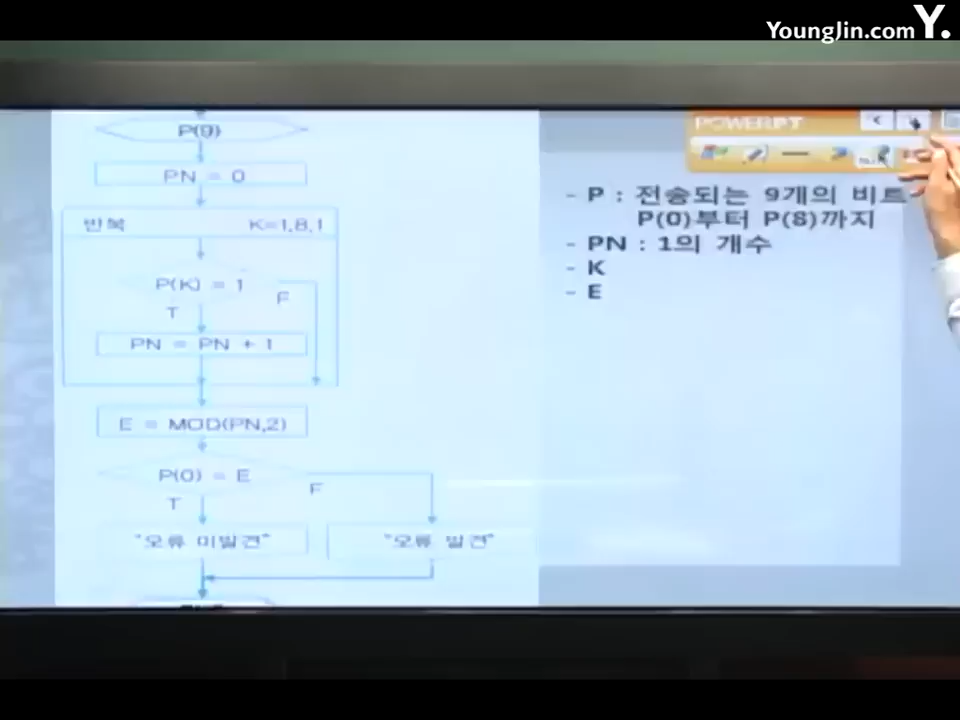 YoungJin.com Y.
POWERPT
P(9)
PN = 0
반복 K=1,8,1
P(K) = 1
F
T
PN = PN + 1
E = MOD(PN,2)
P(0) = E
F
T
"오류 미발견"
"오류 발견"
- P : 전송되는 9개의 비트
P(0)부터 P(8)까지
- PN : 1의 개수
- K
- E